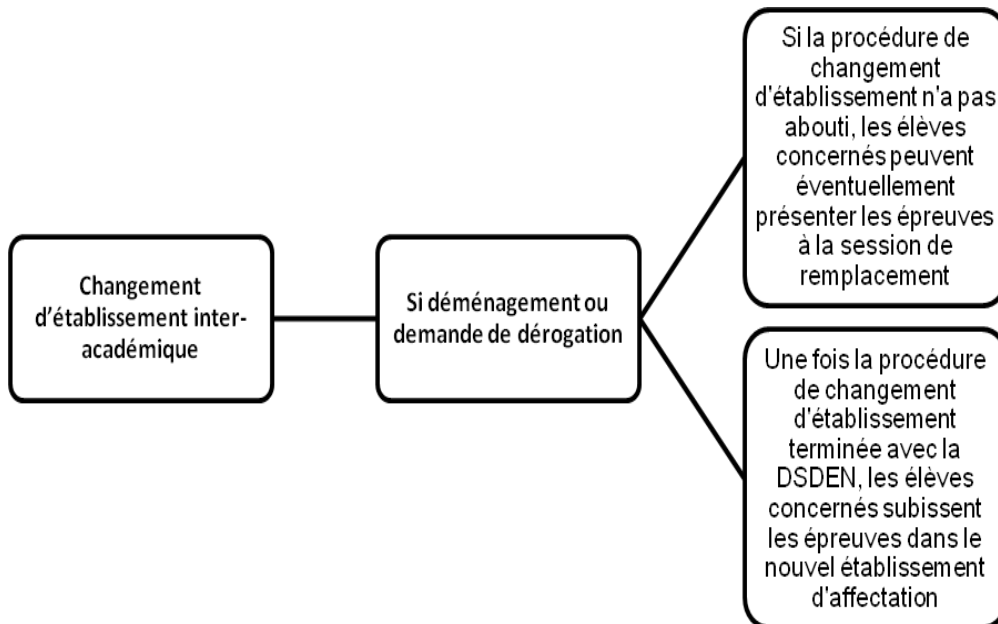 Changement
d'établissement inter-
académique
Si déménagement ou
demande de dérogation
Si la procédure de
changement
d'établissement n'a pas
abouti, les élèves
concernés peuvent
éventuellement
présenter les épreuves
à la session de
remplacement
Une fois la procédure
de changement
d'établissement
terminée avec la
DSDEN, les élèves
concernés subissent
les épreuves dans le
nouvel établissement
d'affectation